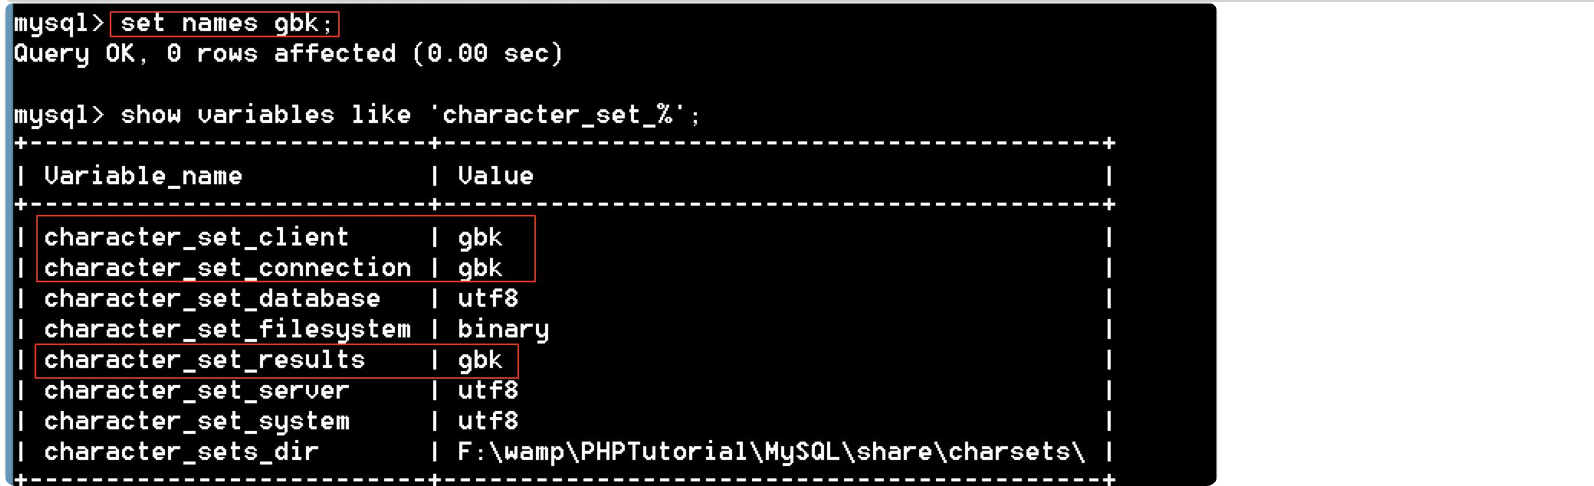 mysql> set names gbk;
Query OK, 0 rows affected (0.00 sec)
mysql> show variables like 'character_set_%';
+--------------------------+-------------------------------------------+
| Variable_name            | Value                                     |
+--------------------------+-------------------------------------------+
| character_set_client     | gbk                                       |
| character_set_connection | gbk                                       |
| character_set_database   | utf8                                      |
| character_set_filesystem | binary                                    |
| character_set_results    | gbk                                       |
| character_set_server     | utf8                                      |
| character_set_system     | utf8                                      |
| character_sets_dir       | F:\wamp\PHPTutorial\MySQL\share\charsets\ |
+--------------------------+-------------------------------------------+